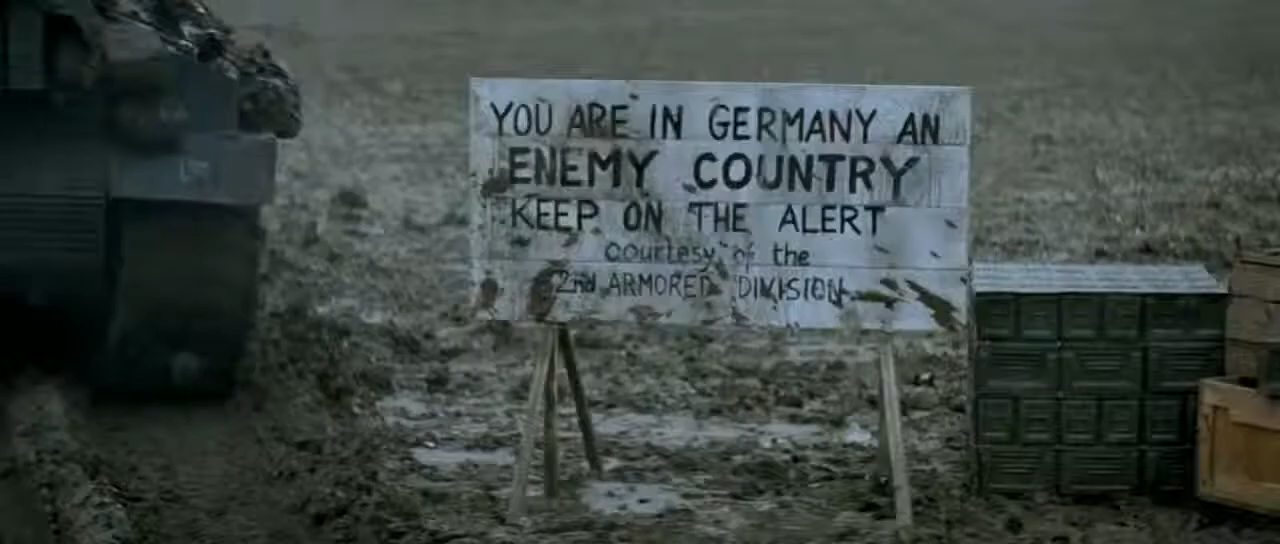 YOU ARE IN GERMANY AN
ENEMY COUNTRY
KEEP ON THE ALERT
courtesy of the
2ND ARMORED DIVISION